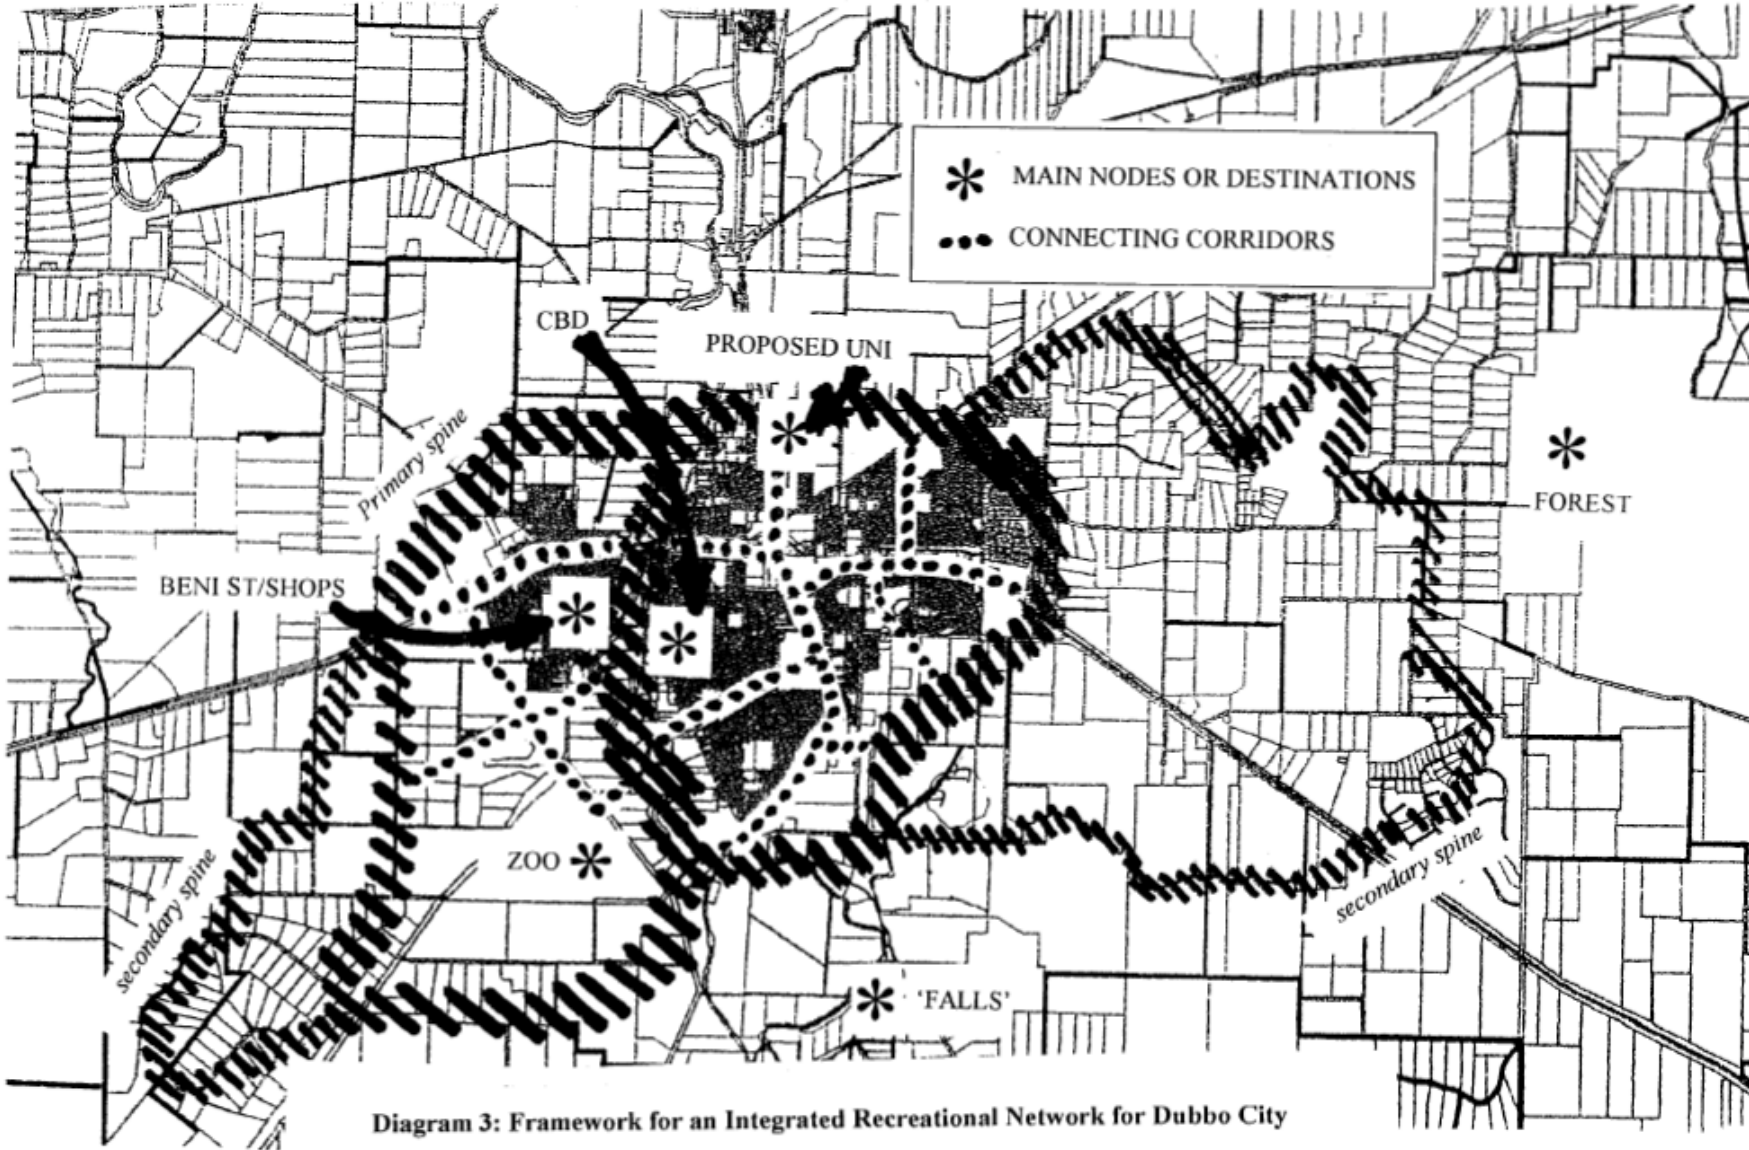 MAIN NODES OR DESTINATIONS
CONNECTING CORRIDORS
CBD
PROPOSED UNI
Primary spine
FOREST
BENI ST/SHOPS
ZOO
secondary spine
secondary spine
'FALLS'
Diagram 3: Framework for an Integrated Recreational Network for Dubbo City